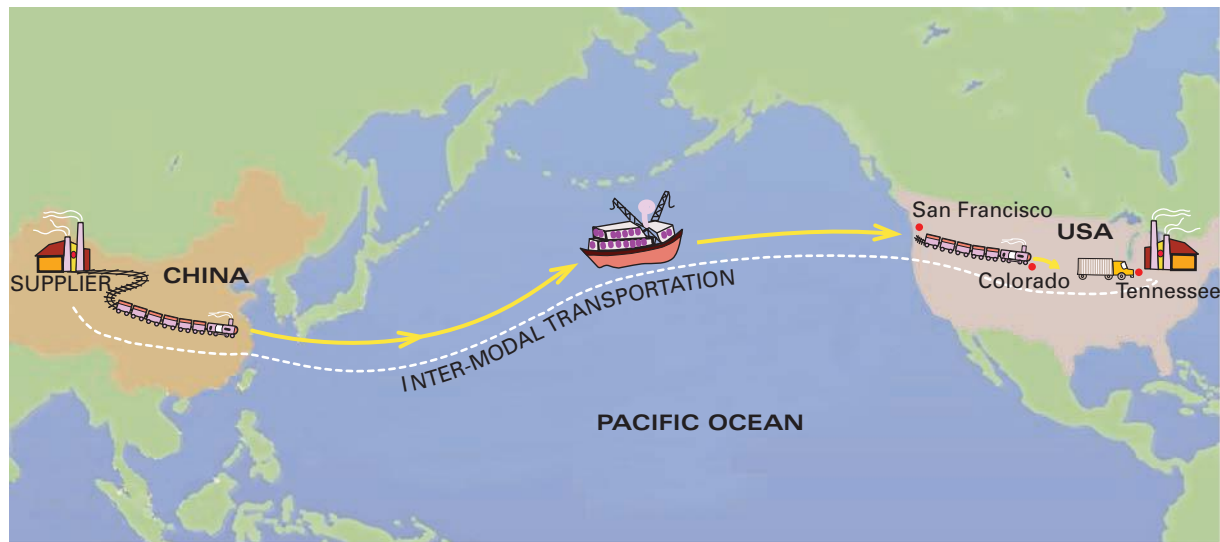 San Francisco
USA
CHINA
SUPPLIER
Colorado
Tennessee
INTER-MODAL TRANSPORTATION
PACIFIC OCEAN